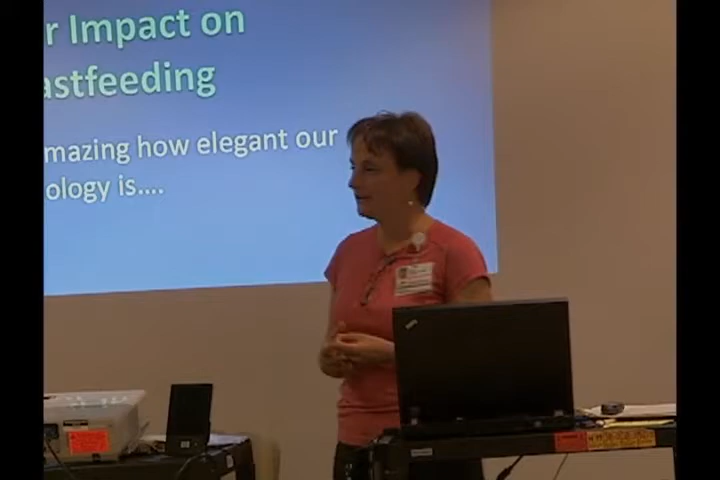 r Impact on
astfeeding
mazing how elegant our
ology is....